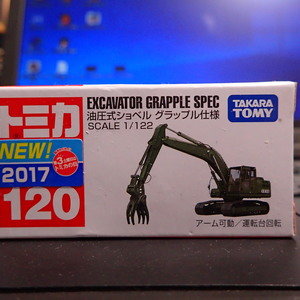 トミカ
NEW!
2017
120
EXCAVATOR GRAPPLE SPEC
油圧式ショベル グラップル仕様
SCALE 1/122
TAKARA
TOMY
アーム可動／運転台回転